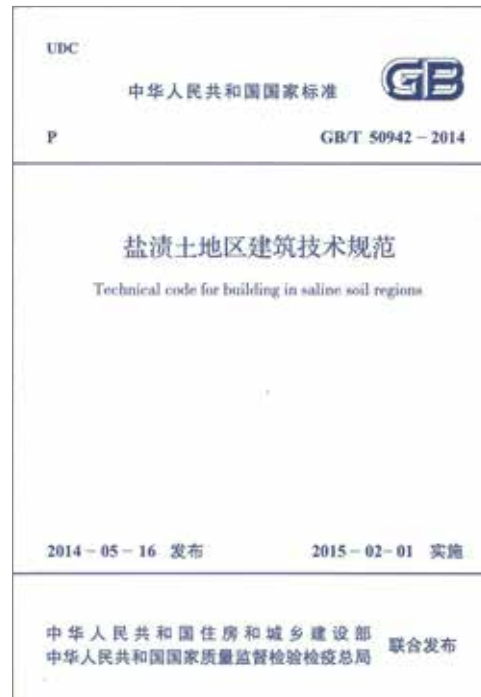 UDC
中华人民共和国国家标准
GB
P
GB/T 50942-2014
盐渍土地区建筑技术规范
Technical code for building in saline soil regions
2014-05-16 发布
2015-02-01 实施
中华人民共和国住房和城乡建设部
中华人民共和国国家质量监督检验检疫总局
联合发布